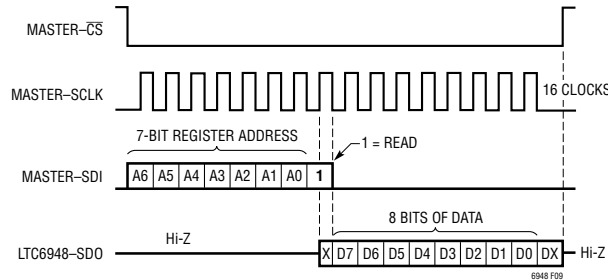 MASTER–CS
MASTER–SCLK
16 CLOCKS
7-BIT REGISTER ADDRESS
1 = READ
MASTER–SDI
A6 A5 A4 A3 A2 A1 A0 1
8 BITS OF DATA
Hi-Z
LTC6948–SDO
X D7 D6 D5 D4 D3 D2 D1 D0 DX
Hi-Z
6948 F09